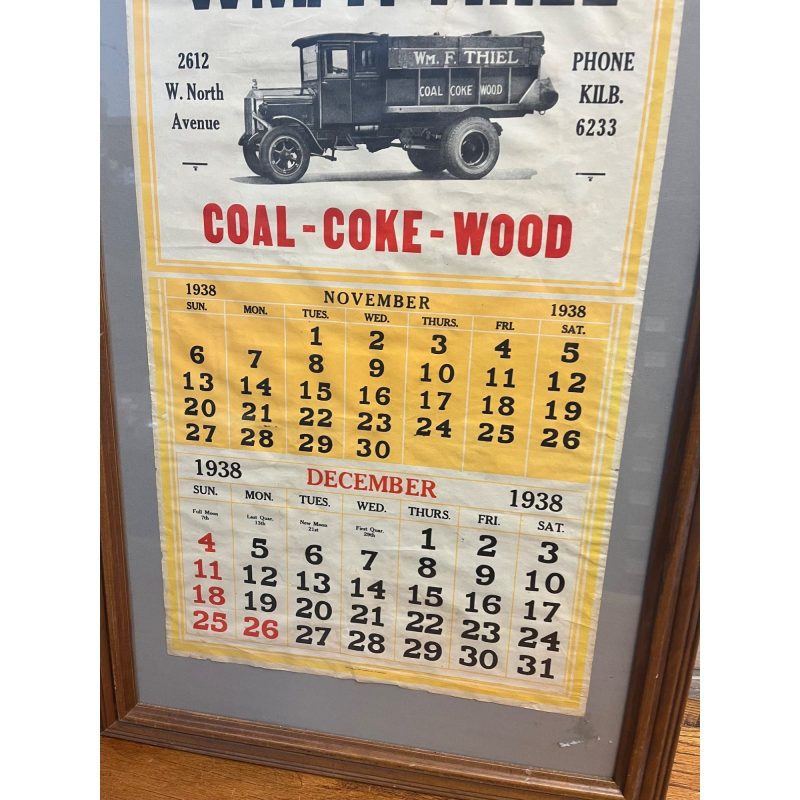 WM. F. THIEL
2612
W. North
Avenue
WM. F. THIEL
COAL COKE WOOD
PHONE
KILB.
6233
COAL - COKE - WOOD
1938 NOVEMBER 1938
SUN. MON. TUES. WED. THURS. FRI. SAT.
1 2 3 4 5
6 7 8 9 10 11 12
13 14 15 16 17 18 19
20 21 22 23 24 25 26
27 28 29 30
1938 DECEMBER 1938
SUN. MON. TUES. WED. THURS. FRI. SAT.
Full Moon 7th Last Quar. 13th New Moon 21st First Quar. 29th 1 2 3
4 5 6 7 8 9 10
11 12 13 14 15 16 17
18 19 20 21 22 23 24
25 26 27 28 29 30 31